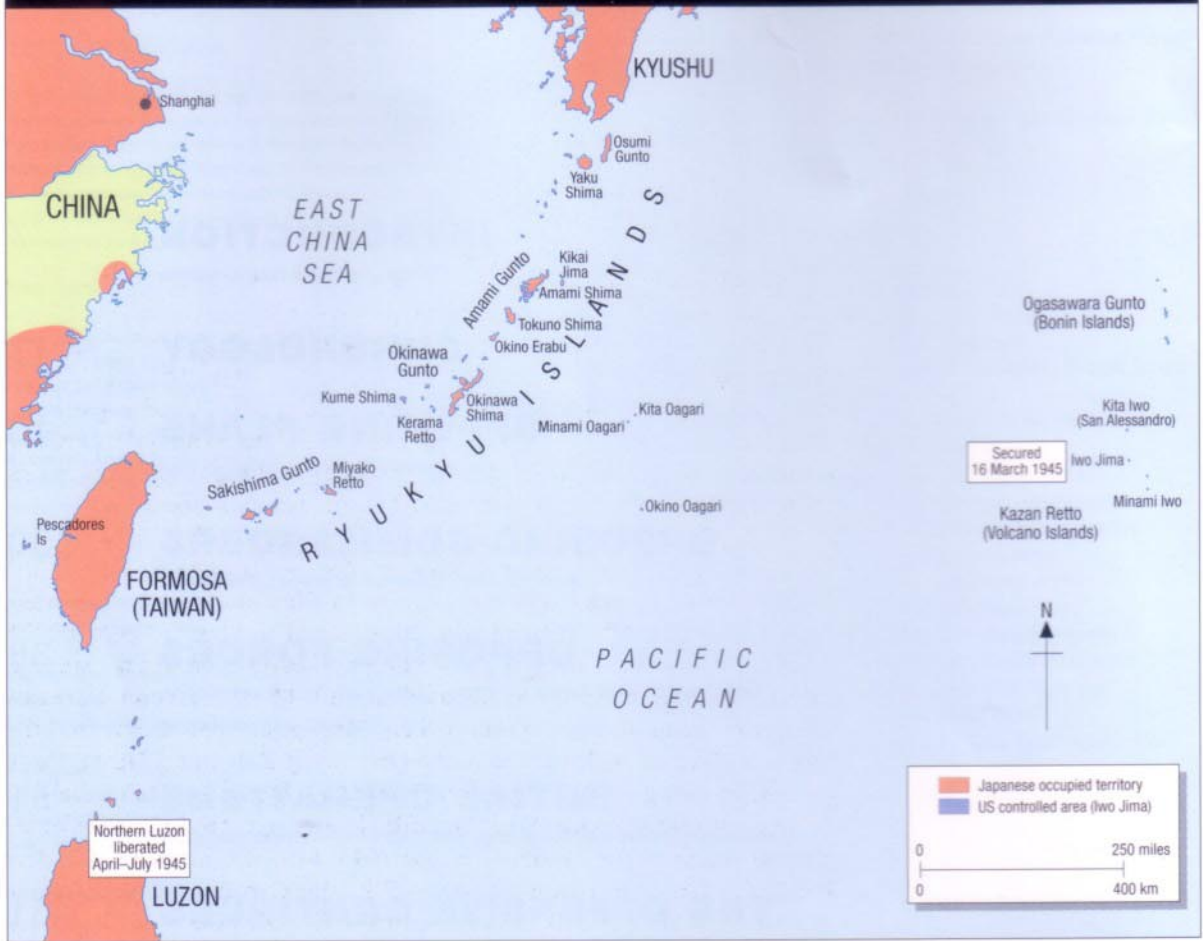 KYUSHU
Shanghai
Osumi
Gunto
Yaku
Shima
CHINA
EAST
CHINA
SEA
Kikai
Jima
Amami Gunto
Amami Shima
Tokuno Shima
Okino Erabu
Okinawa
Gunto
Okinawa
Shima
Kume Shima
Kerama
Retto
RYUKYU ISLANDS
Kita Oagari
Minami Oagari
Okino Oagari
Ogasawara Gunto
(Bonin Islands)
Kita Iwo
(San Alessandro)
Secured
16 March 1945
Iwo Jima
Minami Iwo
Kazan Retto
(Volcano Islands)
Sakishima Gunto
Miyako
Retto
Pescadores
Is
FORMOSA
(TAIWAN)
PACIFIC
OCEAN
N
Northern Luzon
liberated
April–July 1945
LUZON
Japanese occupied territory
US controlled area (Iwo Jima)
0
250 miles
0
400 km